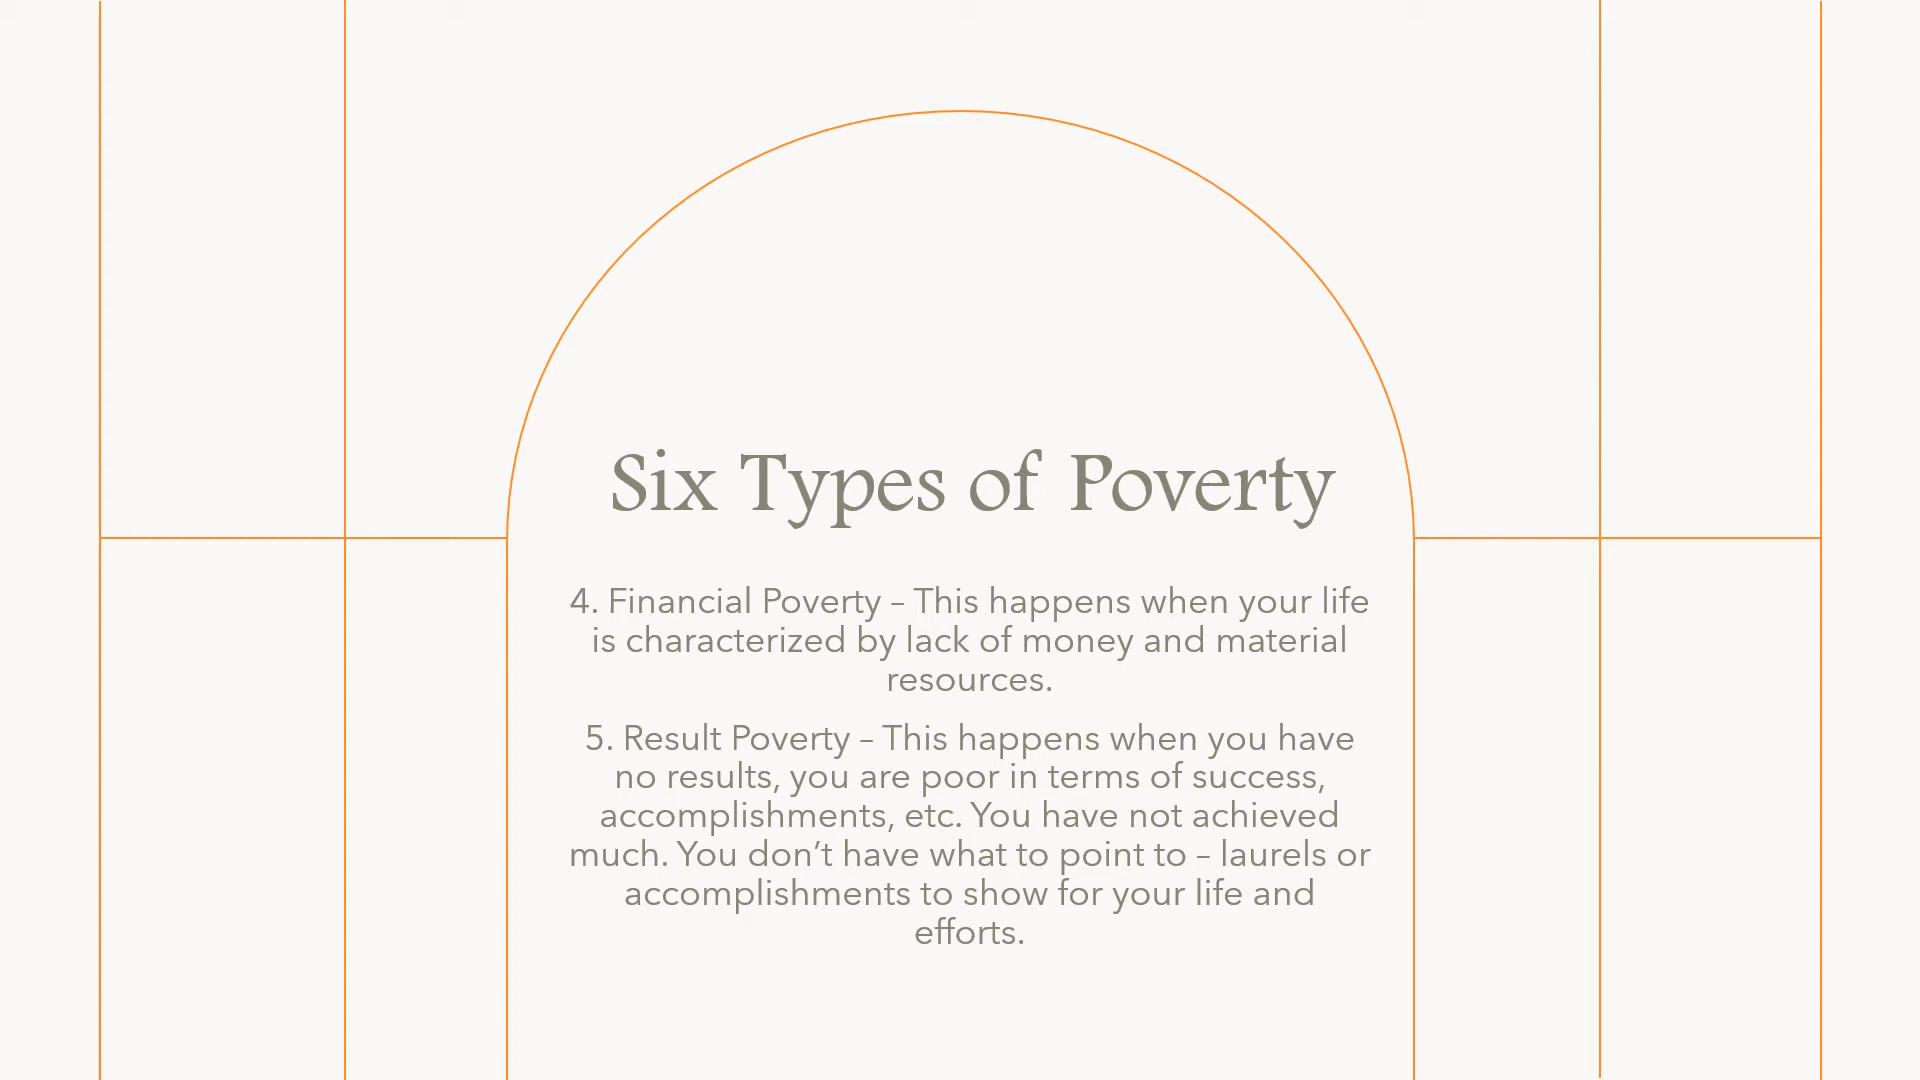 Six Types of Poverty
4. Financial Poverty – This happens when your life
is characterized by lack of money and material
resources.
5. Result Poverty – This happens when you have
no results, you are poor in terms of success,
accomplishments, etc. You have not achieved
much. You don’t have what to point to – laurels or
accomplishments to show for your life and
efforts.